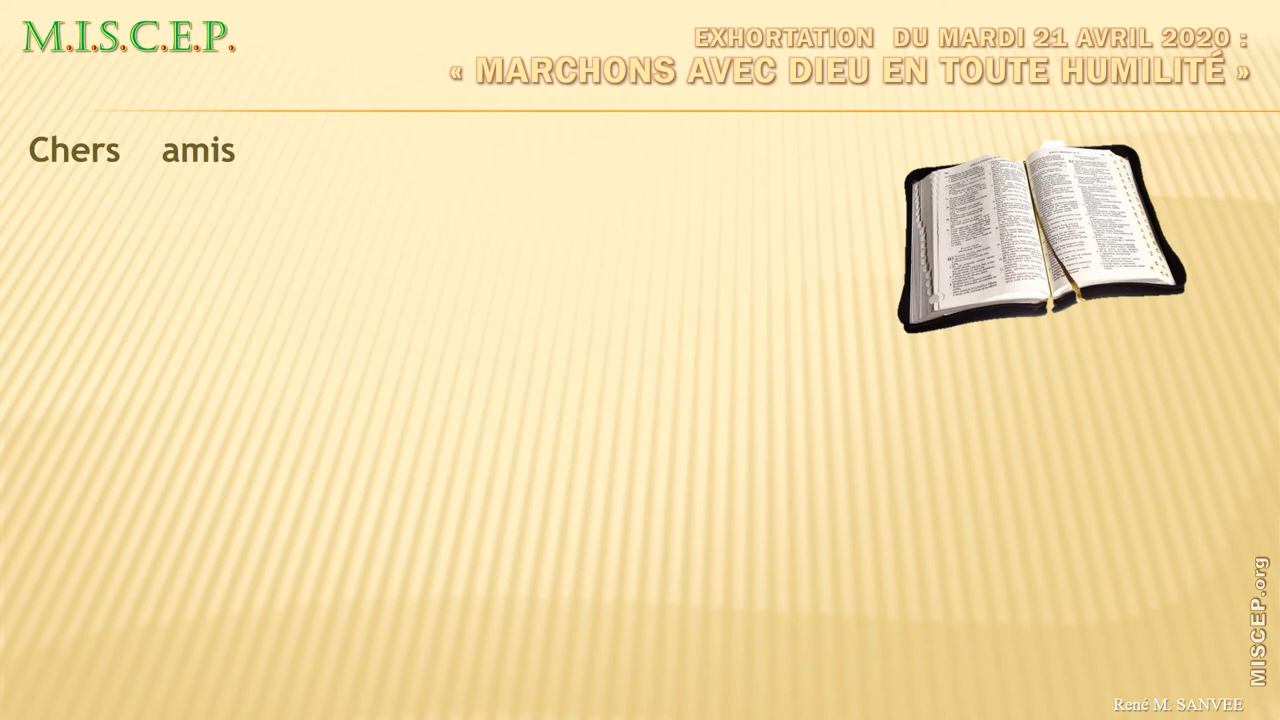 M.I.S.C.E.P.
EXHORTATION DU MARDI 21 AVRIL 2020 :
« MARCHONS AVEC DIEU EN TOUTE HUMILITÉ »
Chers amis
MISCEP.org
René M. SANVEE